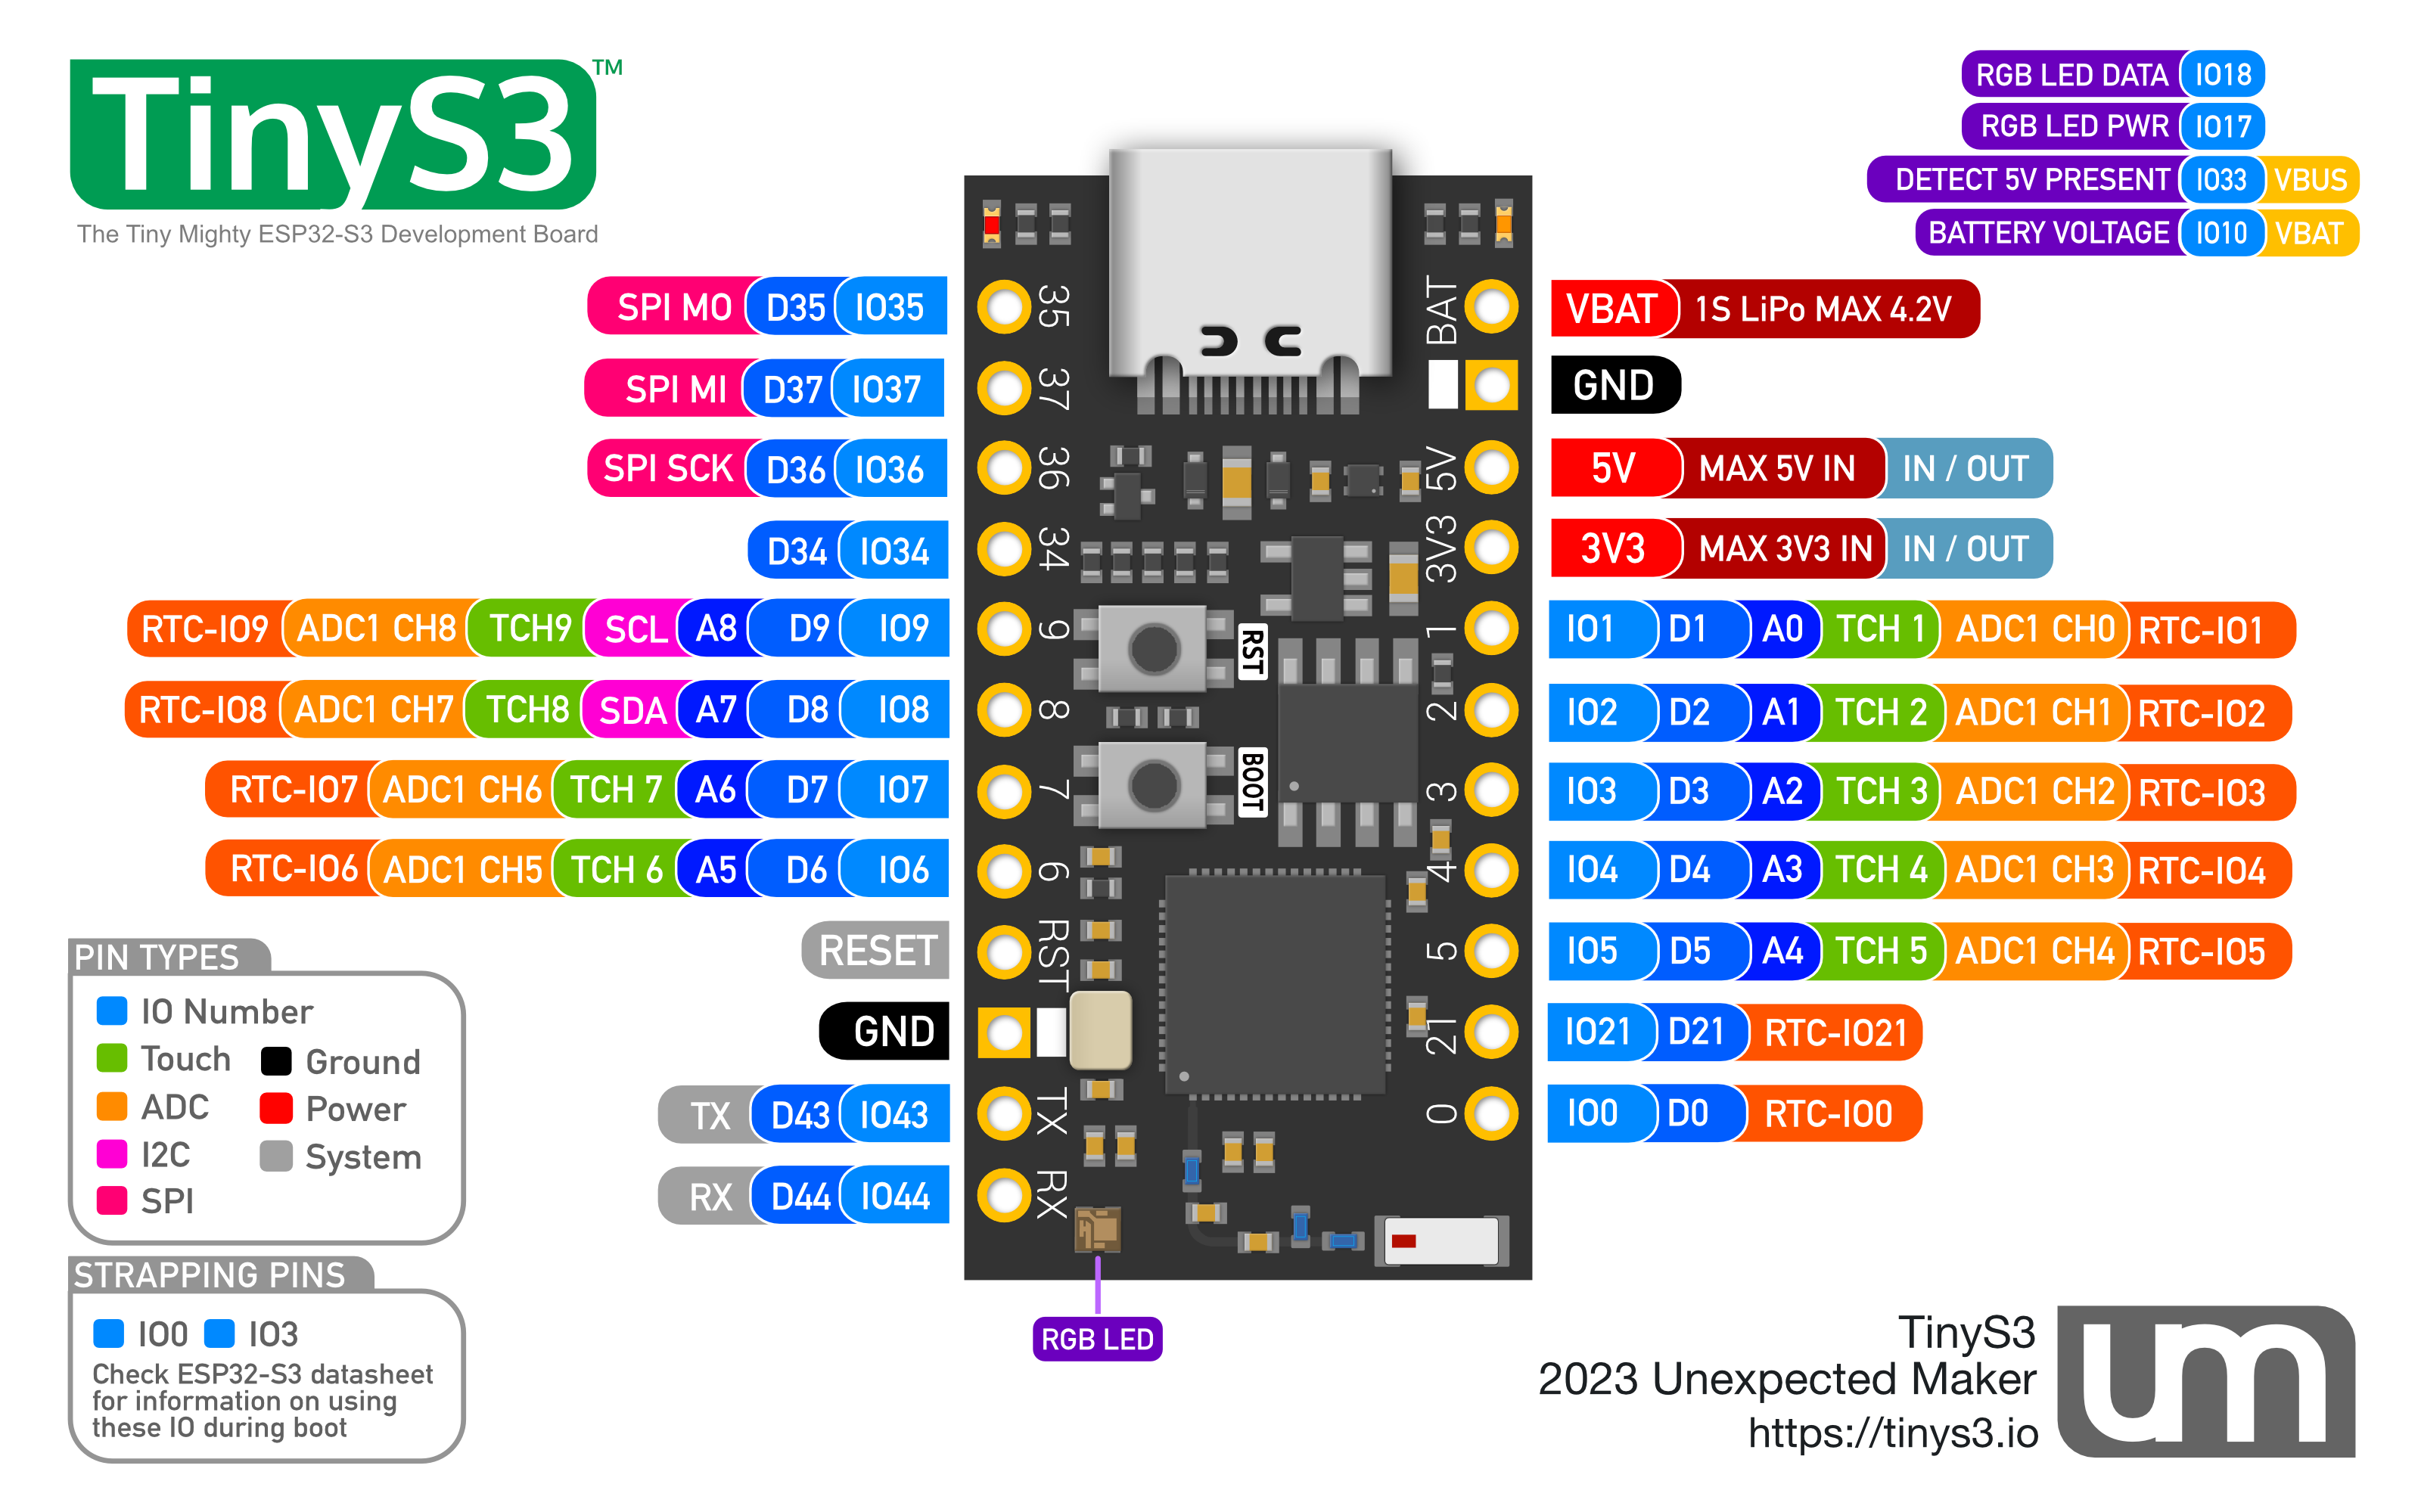 TinyS3™
The Tiny Mighty ESP32-S3 Development Board
RGB LED DATA IO18
RGB LED PWR IO17
DETECT 5V PRESENT IO33 VBUS
BATTERY VOLTAGE IO10 VBAT
SPI MO D35 IO35 35
SPI MI D37 IO37 37
SPI SCK D36 IO36 36
D34 IO34 34
RTC-IO9 ADC1 CH8 TCH9 SCL A8 D9 IO9 9
RTC-IO8 ADC1 CH7 TCH8 SDA A7 D8 IO8 8
RTC-IO7 ADC1 CH6 TCH 7 A6 D7 IO7 7
RTC-IO6 ADC1 CH5 TCH 6 A5 D6 IO6 6
RESET RST
GND
TX D43 IO43 TX
RX D44 IO44 RX
RST
BOOT
BAT VBAT 1S LiPo MAX 4.2V
GND
5V 5V MAX 5V IN IN / OUT
3V3 3V3 MAX 3V3 IN IN / OUT
1 IO1 D1 A0 TCH 1 ADC1 CH0 RTC-IO1
2 IO2 D2 A1 TCH 2 ADC1 CH1 RTC-IO2
3 IO3 D3 A2 TCH 3 ADC1 CH2 RTC-IO3
4 IO4 D4 A3 TCH 4 ADC1 CH3 RTC-IO4
5 IO5 D5 A4 TCH 5 ADC1 CH4 RTC-IO5
21 IO21 D21 RTC-IO21
0 IO0 D0 RTC-IO0
RGB LED
PIN TYPES
IO Number
Touch Ground
ADC Power
I2C System
SPI
STRAPPING PINS
IO0 IO3
Check ESP32-S3 datasheet
for information on using
these IO during boot
TinyS3
2023 Unexpected Maker
https://tinys3.io
um